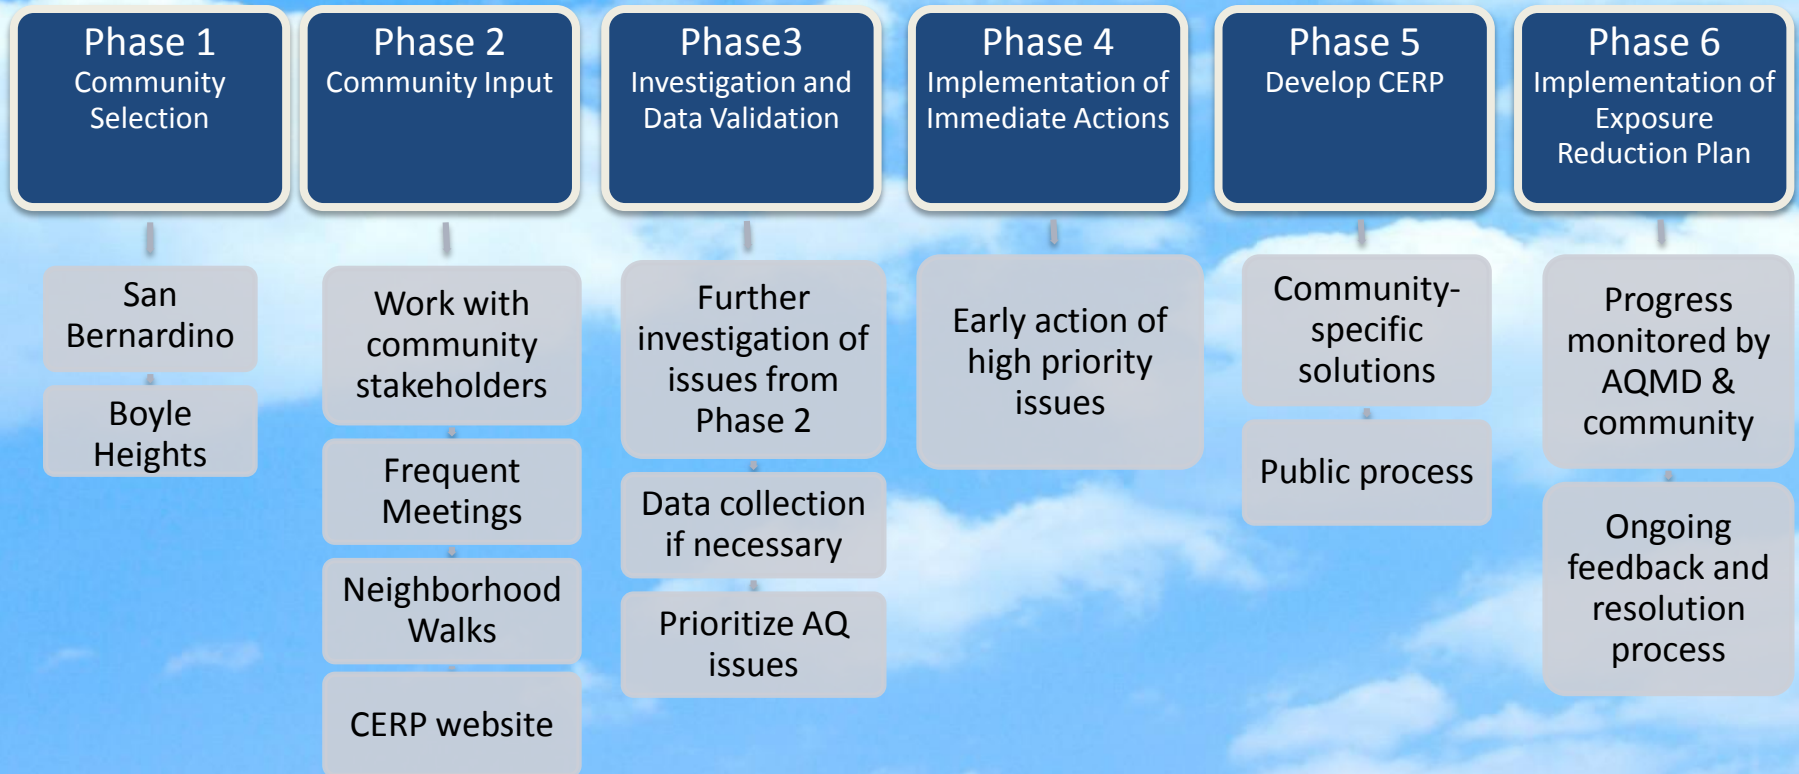 Phase 1
Community
Selection
San
Bernardino
Boyle
Heights
Phase 2
Community Input
Work with
community
stakeholders
Frequent
Meetings
Neighborhood
Walks
CERP website
Phase3
Investigation and
Data Validation
Further
investigation of
issues from
Phase 2
Data collection
if necessary
Prioritize AQ
issues
Phase 4
Implementation of
Immediate Actions
Early action of
high priority
issues
Phase 5
Develop CERP
Community-
specific
solutions
Public process
Phase 6
Implementation of
Exposure
Reduction Plan
Progress
monitored by
AQMD &
community
Ongoing
feedback and
resolution
process